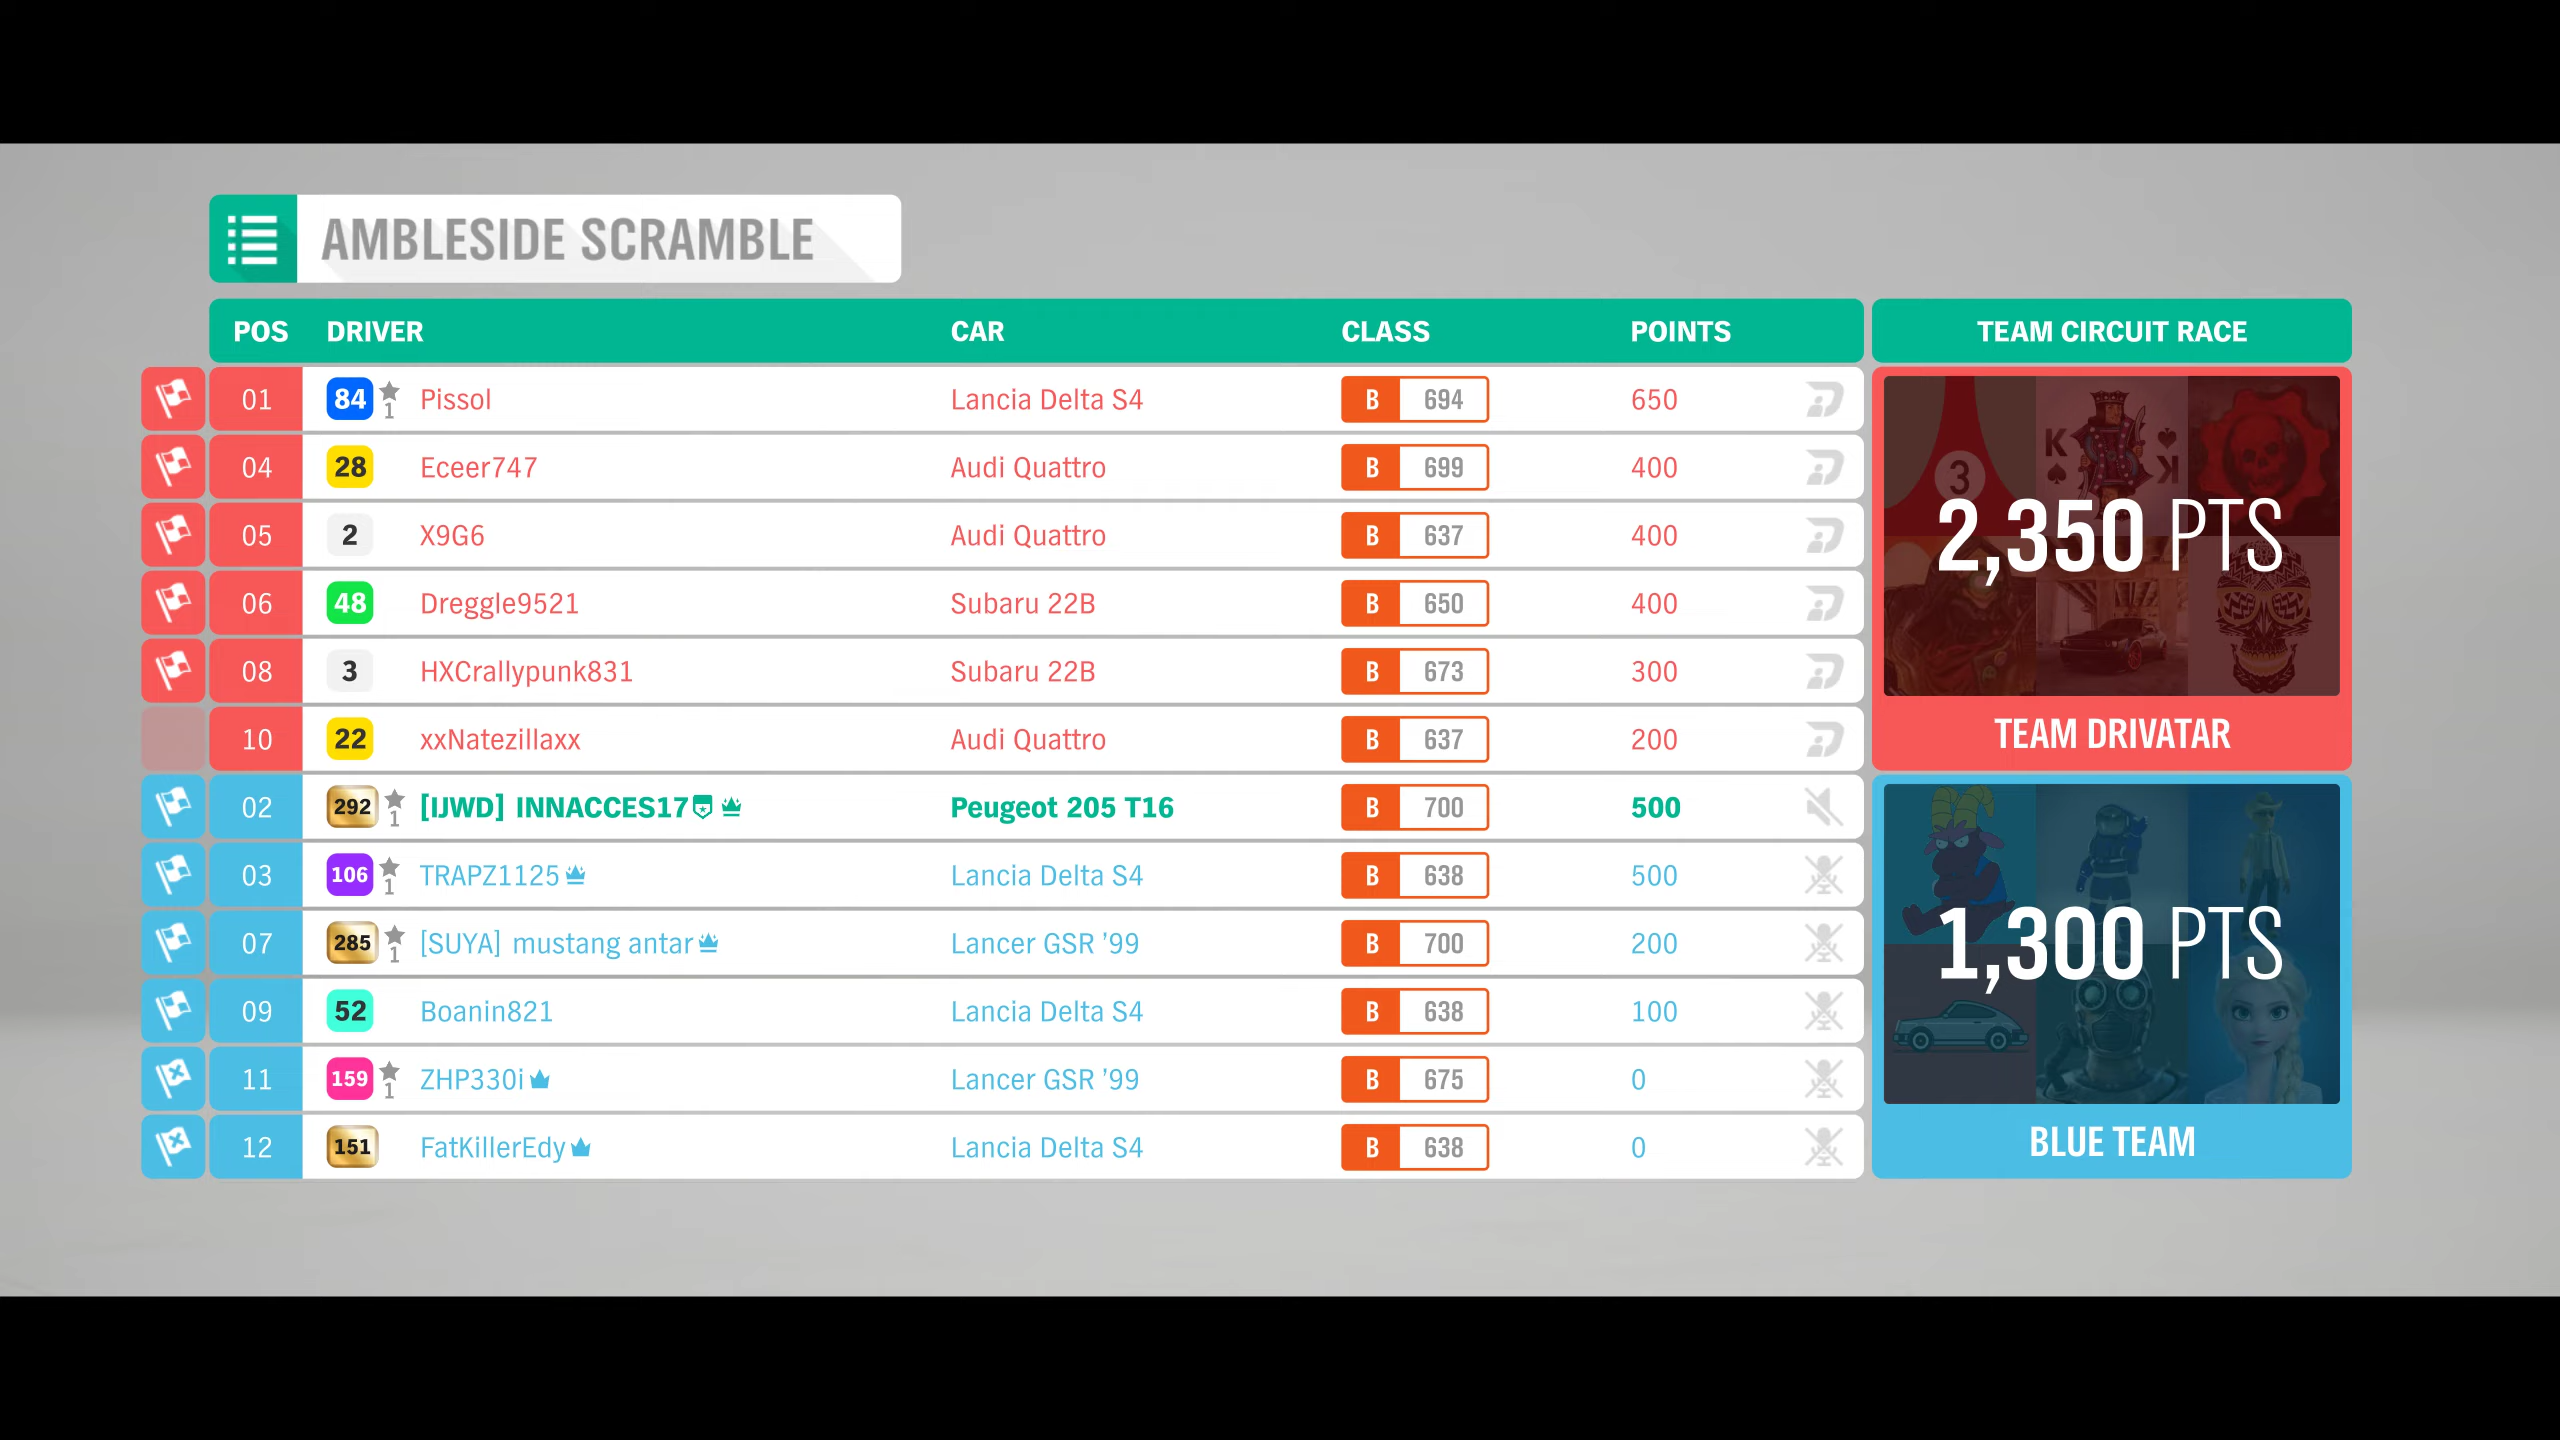 AMBLESIDE SCRAMBLE
POS DRIVER CAR CLASS POINTS TEAM CIRCUIT RACE
01 84 1 Pissol Lancia Delta S4 B 694 650
04 28 Eceer747 Audi Quattro B 699 400
05 2 X9G6 Audi Quattro B 637 400
06 48 Dreggle9521 Subaru 22B B 650 400
08 3 HXCrallypunk831 Subaru 22B B 673 300
10 22 xxNatezillaxx Audi Quattro B 637 200
02 292 1 [IJWD] INNACCES17 Peugeot 205 T16 B 700 500
03 106 1 TRAPZ1125 Lancia Delta S4 B 638 500
07 285 1 [SUYA] mustang antar Lancer GSR '99 B 700 200
09 52 Boanin821 Lancia Delta S4 B 638 100
11 159 1 ZHP330i Lancer GSR '99 B 675 0
12 151 FatKillerEdy Lancia Delta S4 B 638 0
3
K
K
2,350 PTS
TEAM DRIVATAR
1,300 PTS
BLUE TEAM